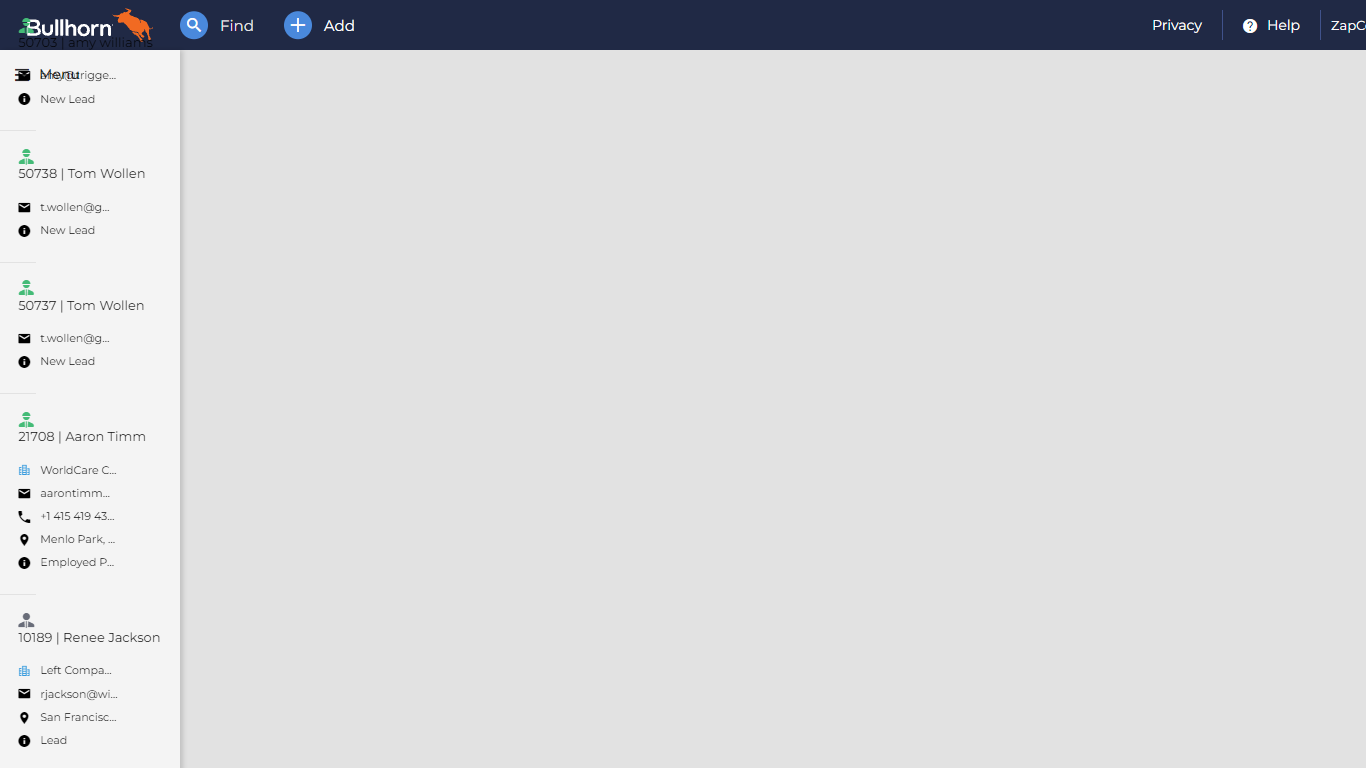 Bullhorn
Find
Add
Privacy
Help
ZapC
50703 | amy williams
Menu
amy@trigge...
New Lead
50738 | Tom Wollen
t.wollen@g...
New Lead
50737 | Tom Wollen
t.wollen@g...
New Lead
21708 | Aaron Timm
WorldCare C...
aarontimm...
+1 415 419 43...
Menlo Park, ...
Employed P...
10189 | Renee Jackson
Left Compa...
rjackson@wi...
San Francisc...
Lead